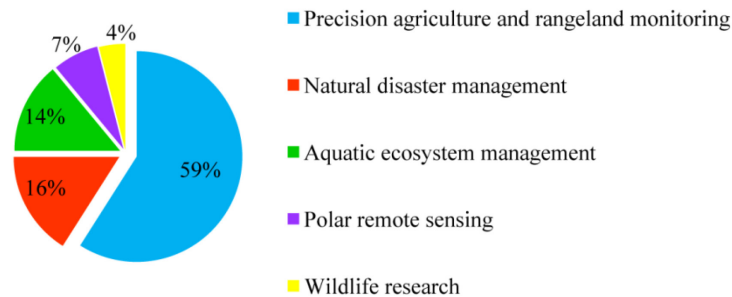 4%
7%
14%
16%
59%
Precision agriculture and rangeland monitoring
Natural disaster management
Aquatic ecosystem management
Polar remote sensing
Wildlife research